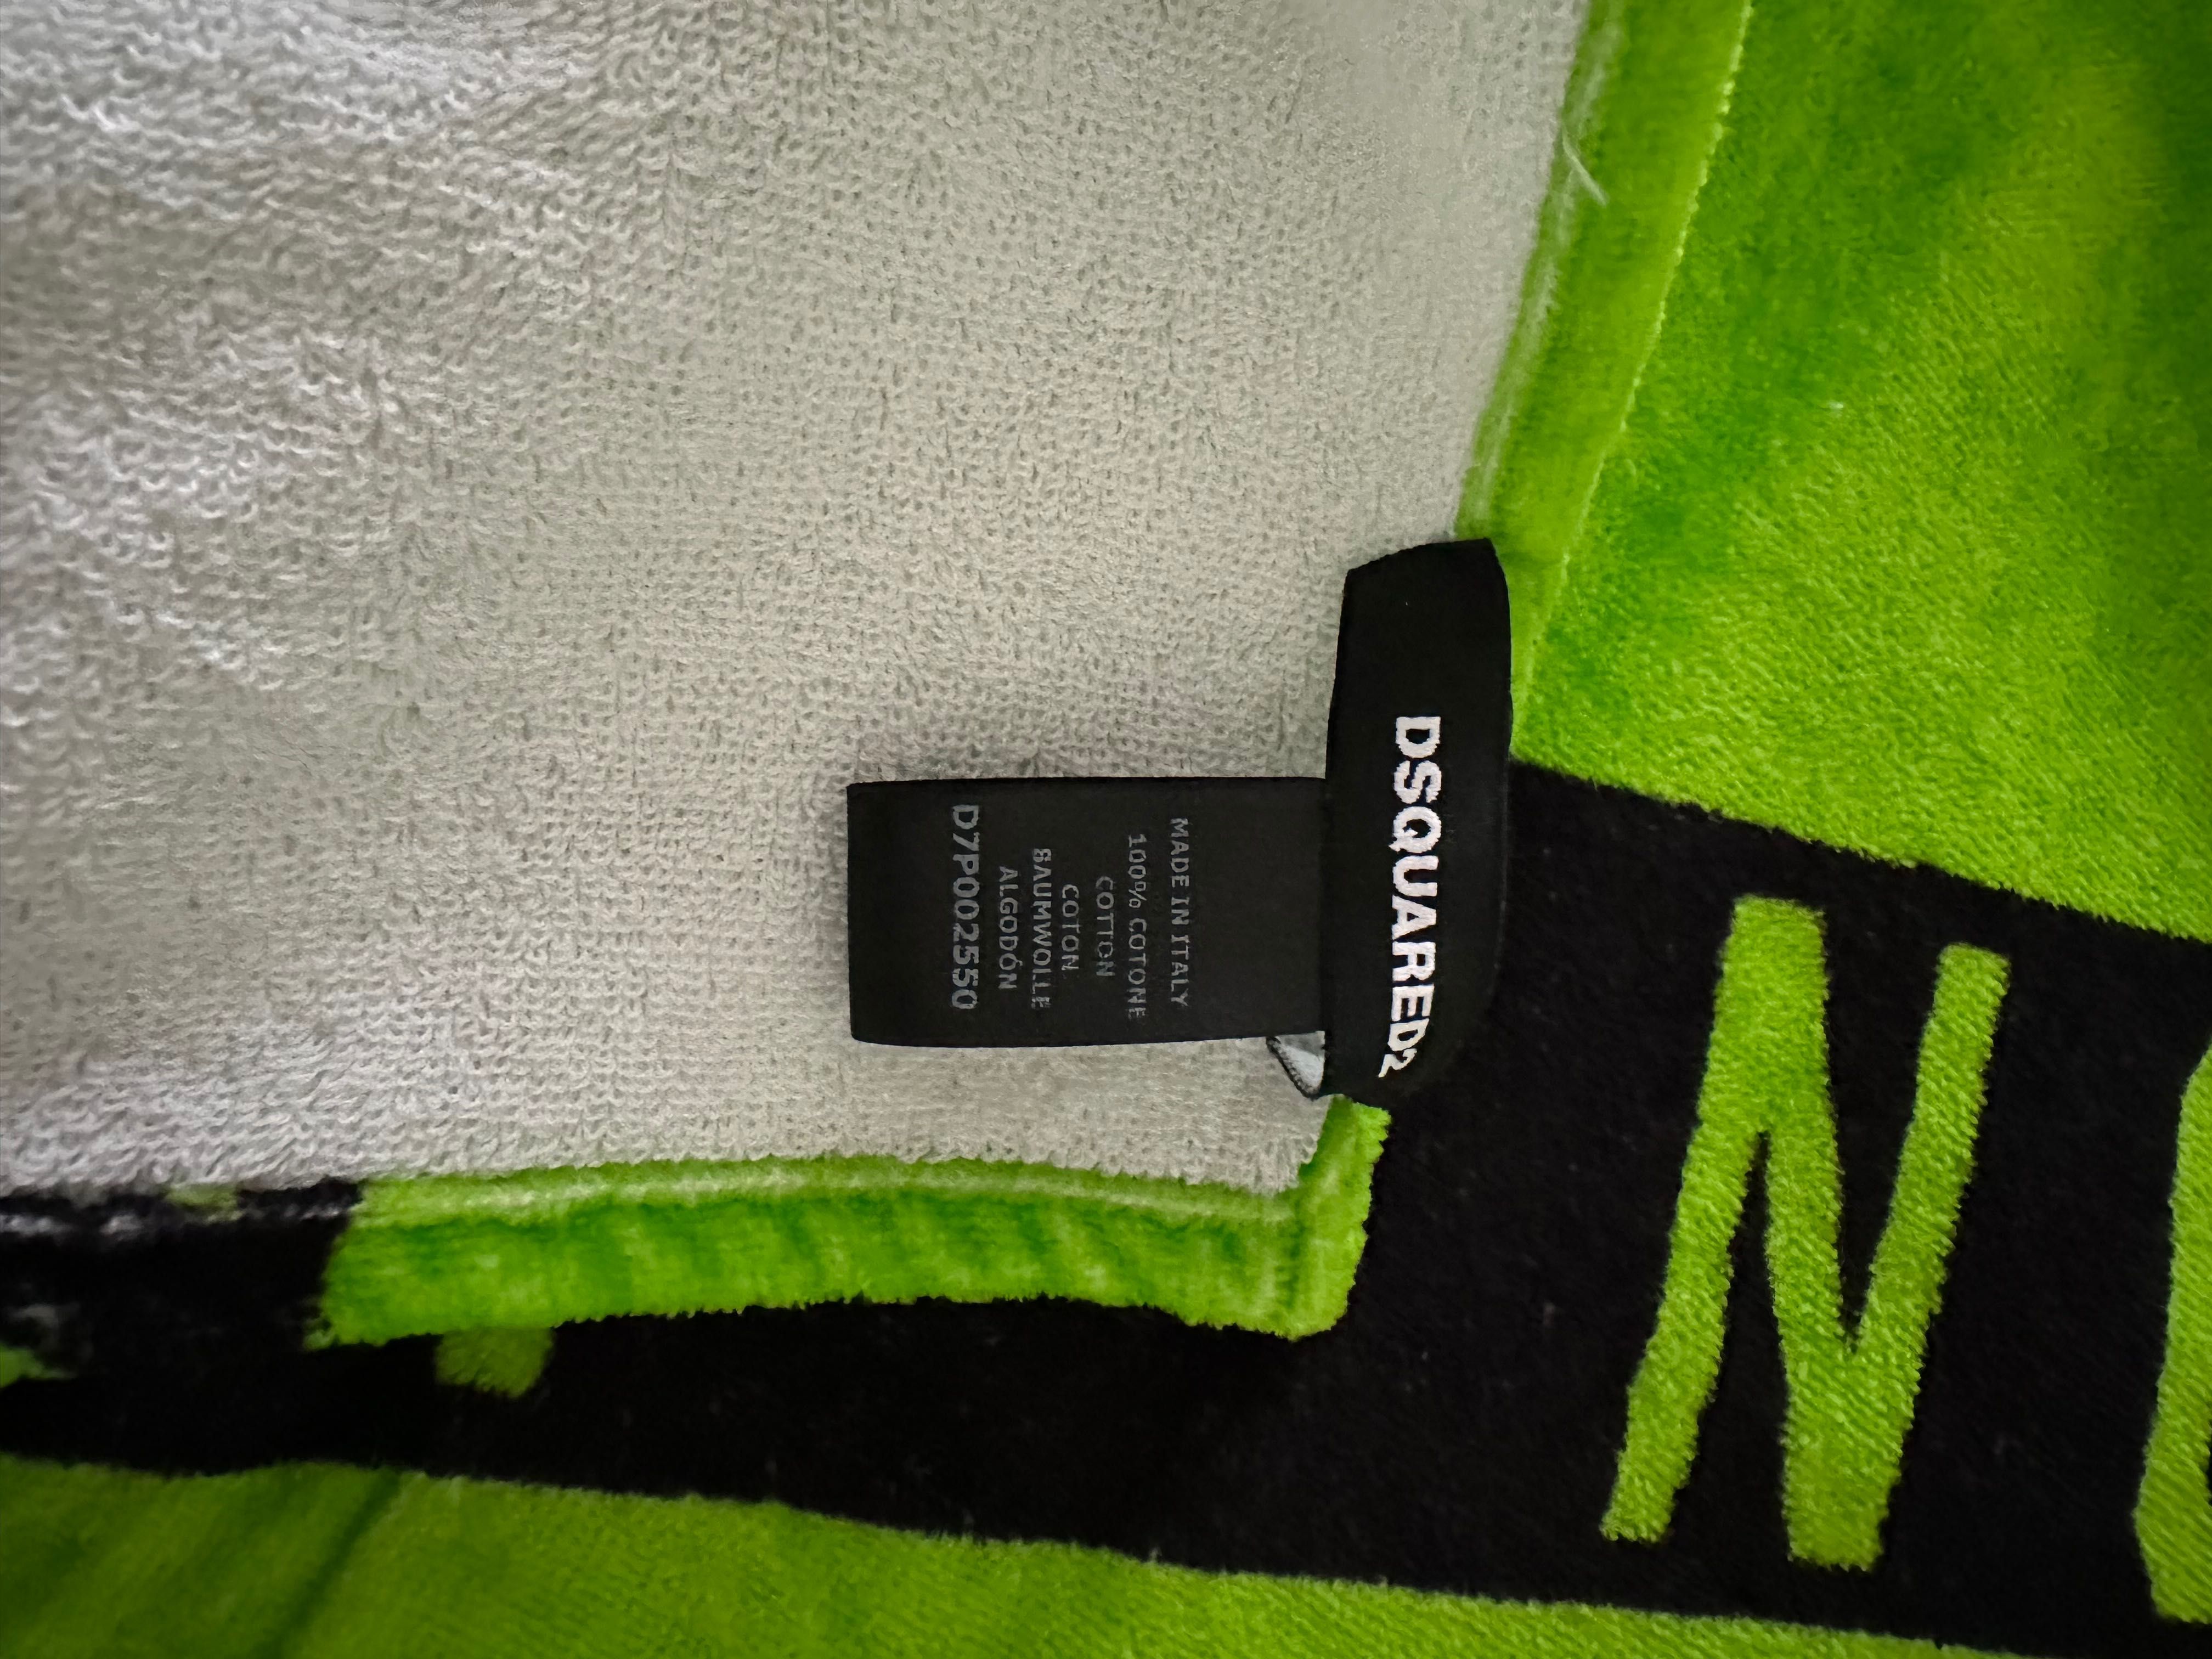 DSQUARED2
MADE IN ITALY
100% COTONE
COTTON
COTON
BAUMWOLLE
ALGODÓN
D7P002550
N